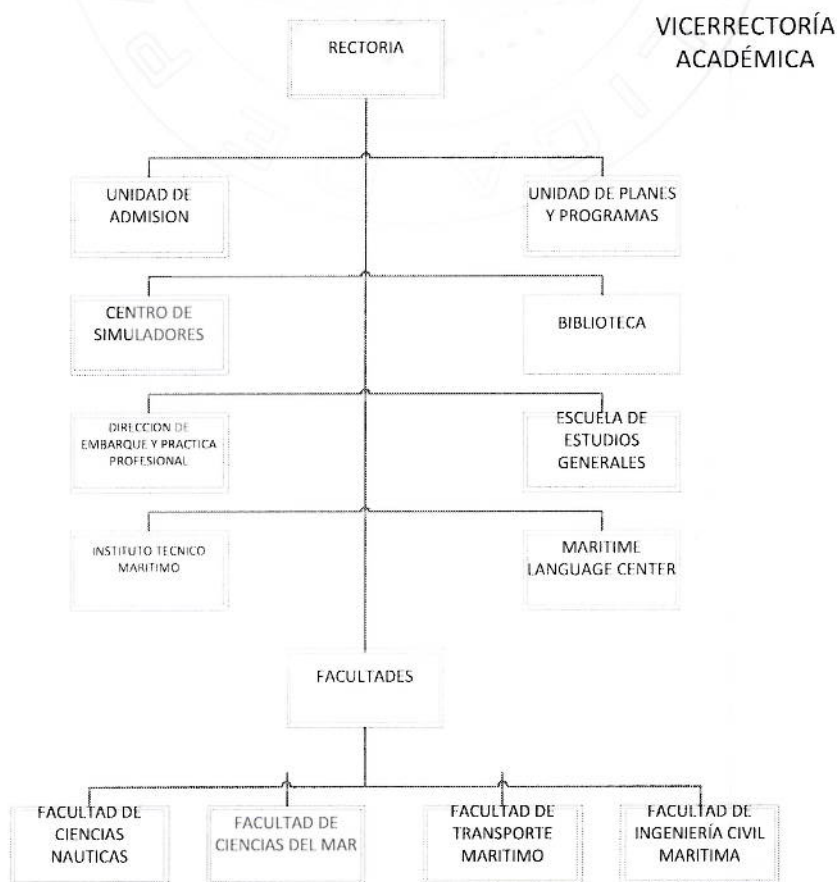 VICERRECTORÍA
ACADÉMICA
RECTORIA
UNIDAD DE
ADMISION
UNIDAD DE PLANES
Y PROGRAMAS
CENTRO DE
SIMULADORES
BIBLIOTECA
DIRECCION DE
EMBARQUE Y PRACTICA
PROFESIONAL
ESCUELA DE
ESTUDIOS
GENERALES
INSTITUTO TECNICO
MARITIMO
MARITIME
LANGUAGE CENTER
FACULTADES
FACULTAD DE
CIENCIAS
NAUTICAS
FACULTAD DE
CIENCIAS DEL MAR
FACULTAD DE
TRANSPORTE
MARITIMO
FACULTAD DE
INGENIERÍA CIVIL
MARITIMA